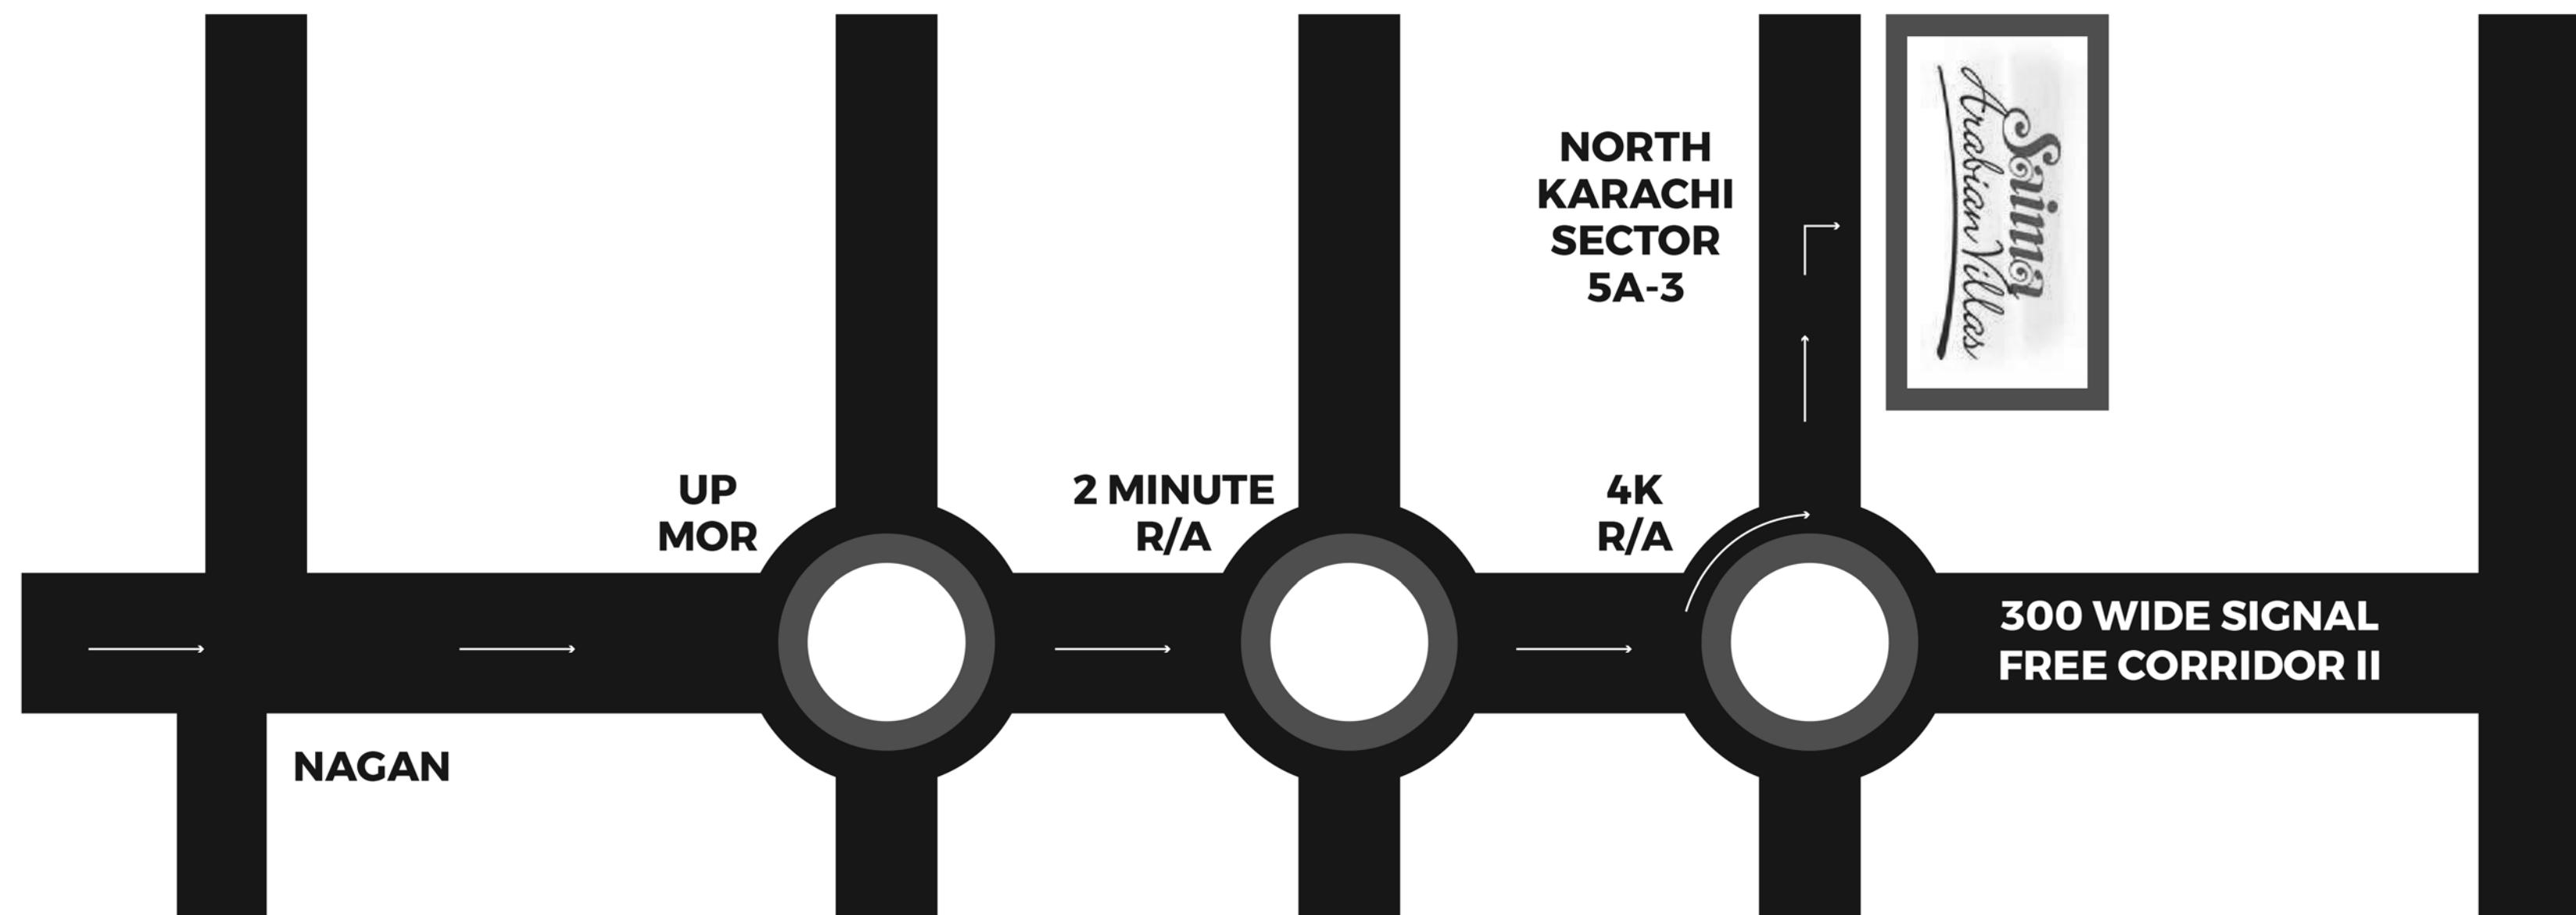 NORTH
KARACHI
SECTOR
5A-3
Saima
Arabian Villas
UP
MOR
2 MINUTE
R/A
4K
R/A
300 WIDE SIGNAL
FREE CORRIDOR II
NAGAN